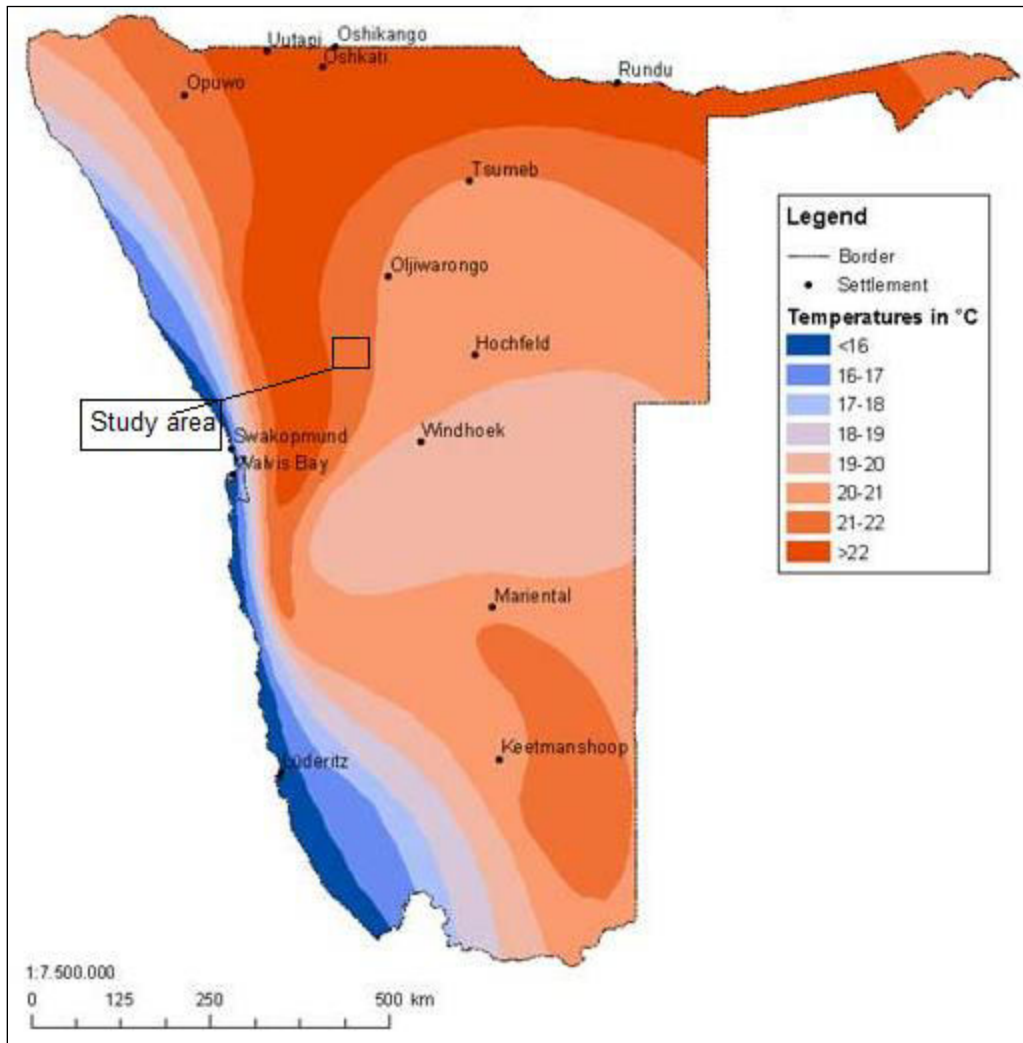 Oshikango
Uutapi
Oshkati
Rundu
Opuwo
Tsumeb
Legend
Border
Oljiwarongo
Settlement
Temperatures in °C
<16
Hochfeld
16-17
17-18
Study area
Windhoek
18-19
Swakopmund
19-20
Walvis Bay
20-21
21-22
>22
Mariental
Keetmanshoop
Lüderitz
1:7.500.000
0 125 250 500 km